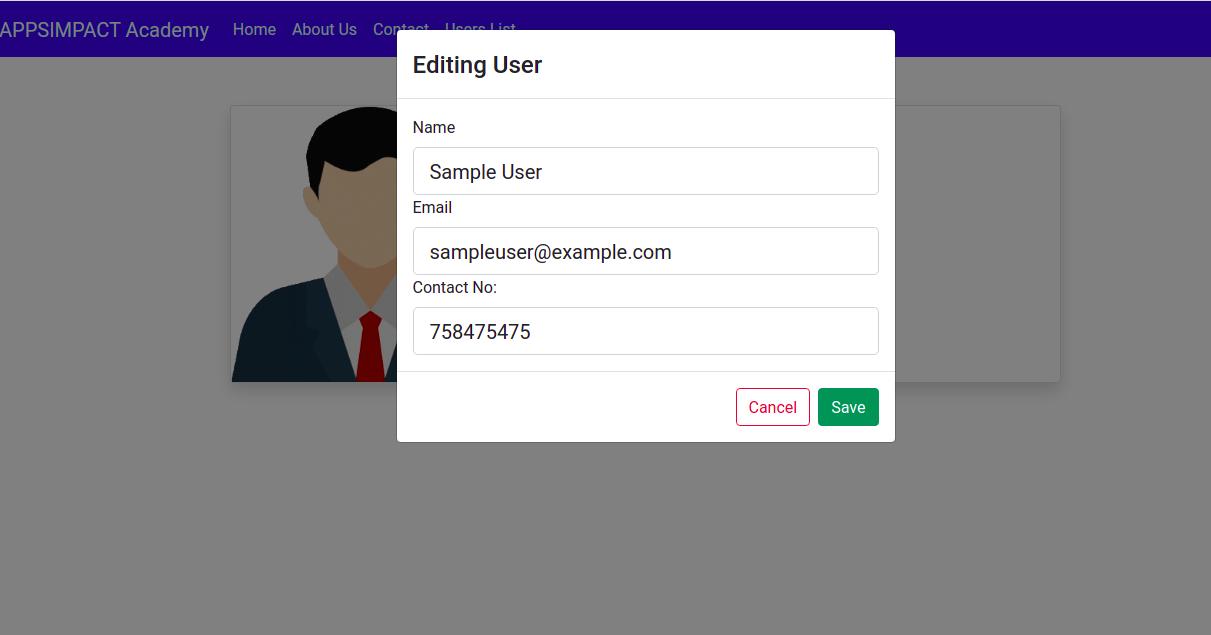 APPSIMPACT Academy Home About Us Contact Users List
Editing User
Name
Sample User
Email
sampleuser@example.com
Contact No:
758475475
Cancel Save